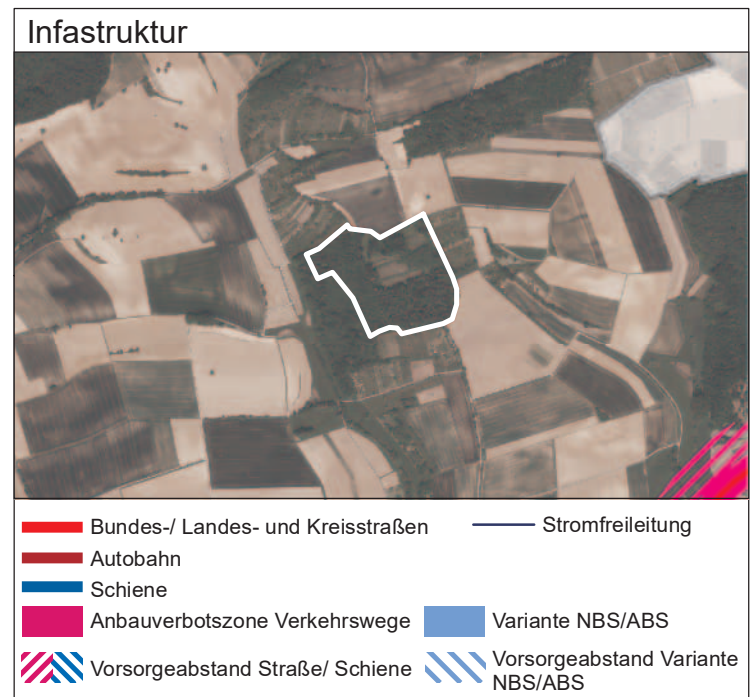 Infastruktur
Bundes-/ Landes- und Kreisstraßen
Stromfreileitung
Autobahn
Schiene
Anbauverbotszone Verkehrswege
Variante NBS/ABS
Vorsorgeabstand Straße/ Schiene
Vorsorgeabstand Variante
NBS/ABS